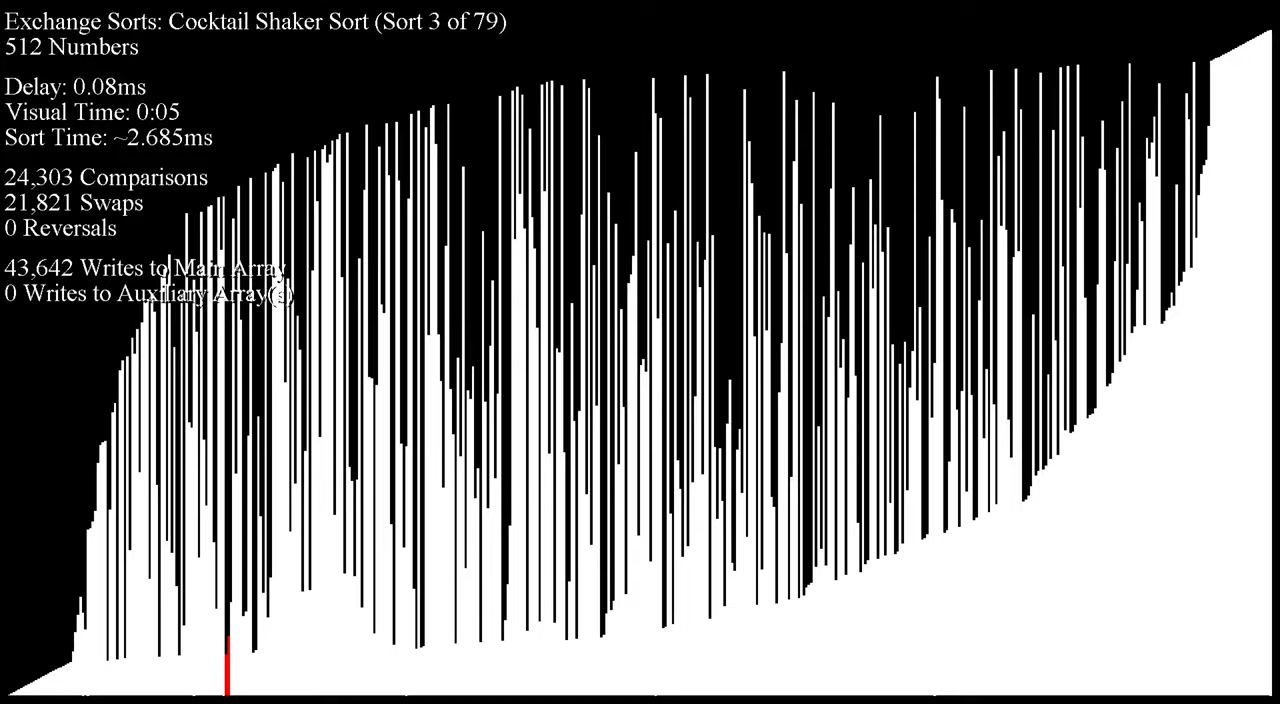 Exchange Sorts: Cocktail Shaker Sort (Sort 3 of 79)
512 Numbers
Delay: 0.08ms
Visual Time: 0:05
Sort Time: ~2.685ms
24,303 Comparisons
21,821 Swaps
0 Reversals
43,642 Writes to Main Array
0 Writes to Auxiliary Array(s)